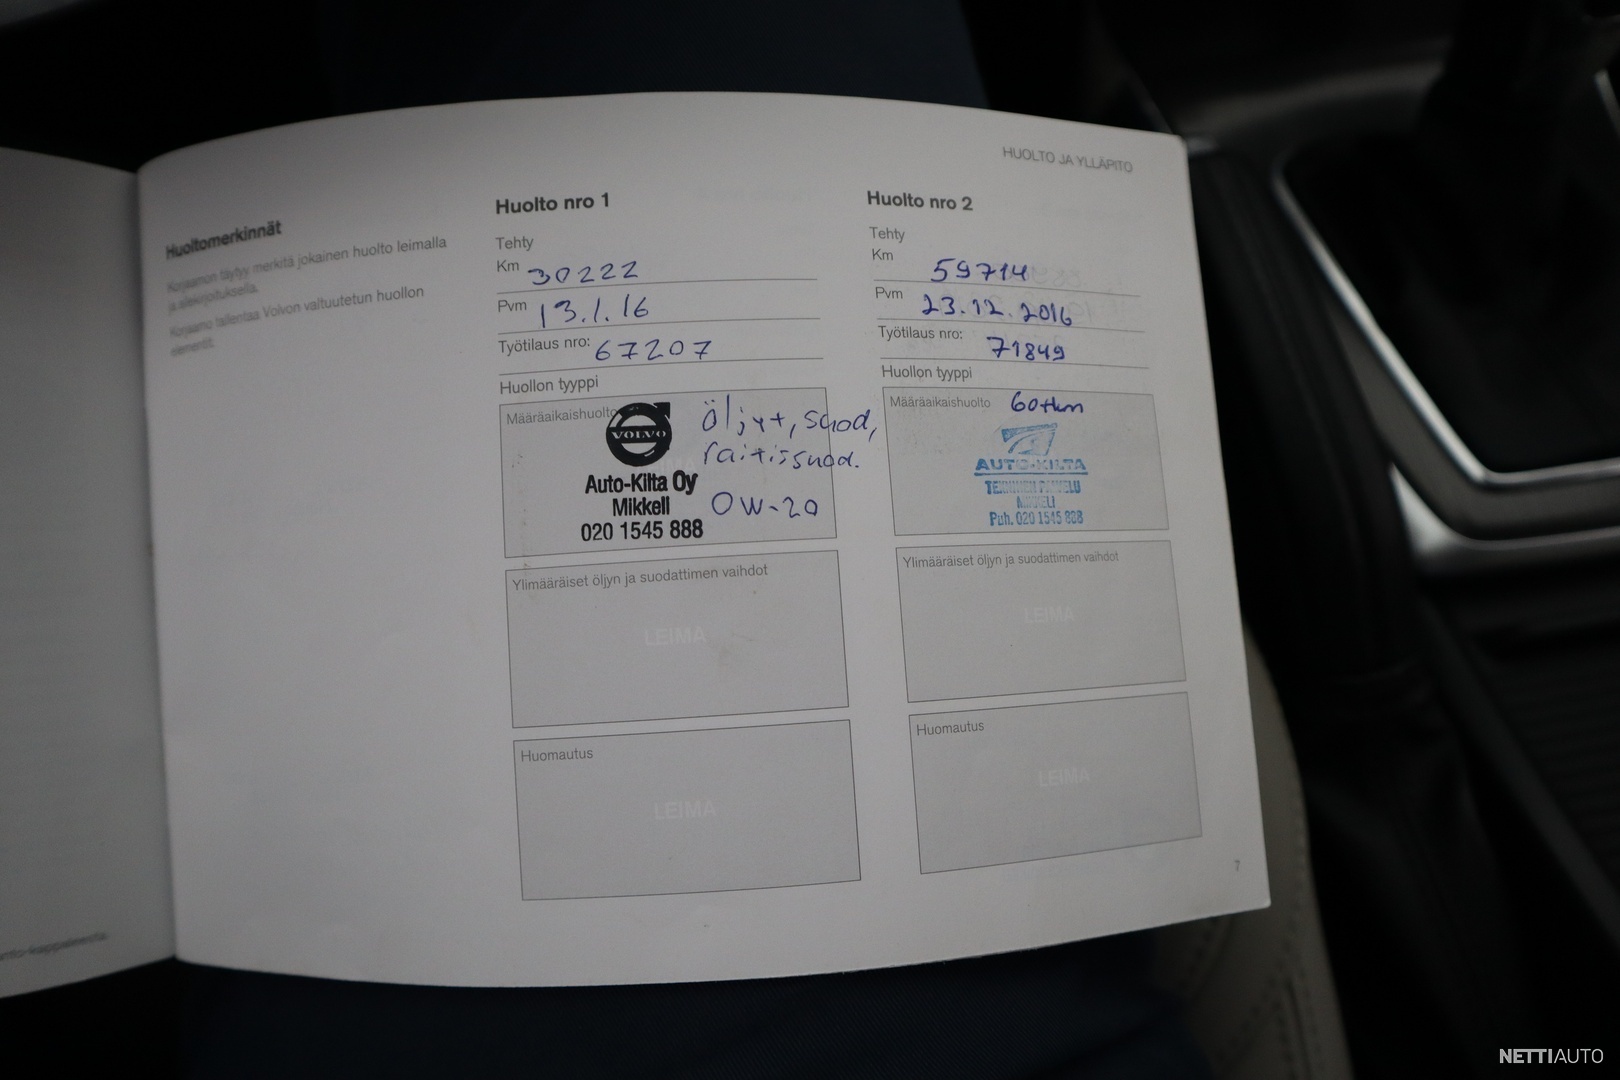 HUOLTO JA YLLÄPITO
Huoltomerkinnät
Korjaamon täytyy merkitä jokainen huolto leimalla
ja allekirjoituksella.
Korjaamo tallentaa Volvon valtuutetun huollon
Huolto nro 1
Tehty
Km 30222
Pvm 13.1.16
Työtilaus nro: 67207
Huollon tyyppi
Määräaikaishuolto
VOLVO
Auto-Kilta Oy
Mikkeli
020 1545 888
öljyt, suod,
raitissuod.
0W-20
Ylimääräiset öljyn ja suodattimen vaihdot
LEIMA
Huomautus
LEIMA
Huolto nro 2
Tehty
Km 59714
Pvm 23.12.2016
Työtilaus nro: 71849
Huollon tyyppi
Määräaikaishuolto 60tkm
AUTO-KILTA
TEKNINEN PALVELU
MIKKELI
Puh. 020 1545 888
Ylimääräiset öljyn ja suodattimen vaihdot
LEIMA
Huomautus
LEIMA
7
NETTIAUTO